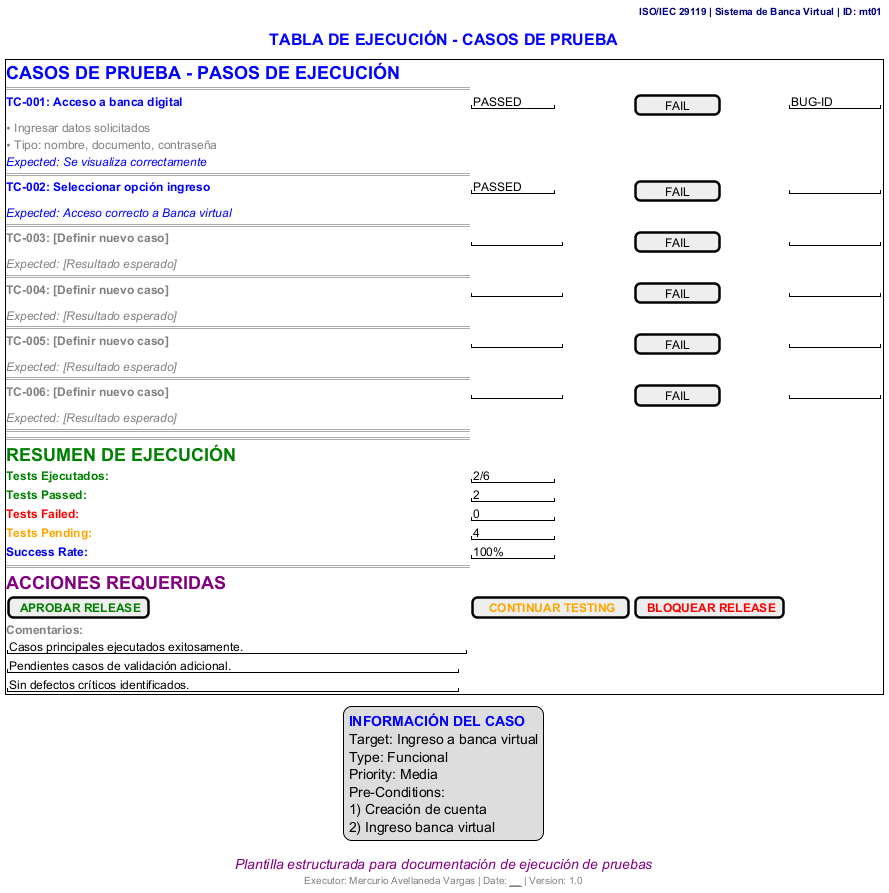 ISO/IEC 29119 | Sistema de Banca Virtual | ID: mt01
TABLA DE EJECUCIÓN - CASOS DE PRUEBA
CASOS DE PRUEBA - PASOS DE EJECUCIÓN
TC-001: Acceso a banca digital PASSED FAIL BUG-ID
• Ingresar datos solicitados
• Tipo: nombre, documento, contraseña
Expected: Se visualiza correctamente
TC-002: Seleccionar opción ingreso PASSED FAIL
Expected: Acceso correcto a Banca virtual
TC-003: [Definir nuevo caso] FAIL
Expected: [Resultado esperado]
TC-004: [Definir nuevo caso] FAIL
Expected: [Resultado esperado]
TC-005: [Definir nuevo caso] FAIL
Expected: [Resultado esperado]
TC-006: [Definir nuevo caso] FAIL
Expected: [Resultado esperado]
RESUMEN DE EJECUCIÓN
Tests Ejecutados: 2/6
Tests Passed: 2
Tests Failed: 0
Tests Pending: 4
Success Rate: 100%
ACCIONES REQUERIDAS
APROBAR RELEASE CONTINUAR TESTING BLOQUEAR RELEASE
Comentarios:
Casos principales ejecutados exitosamente.
Pendientes casos de validación adicional.
Sin defectos críticos identificados.
INFORMACIÓN DEL CASO
Target: Ingreso a banca virtual
Type: Funcional
Priority: Media
Pre-Conditions:
1) Creación de cuenta
2) Ingreso banca virtual
Plantilla estructurada para documentación de ejecución de pruebas
Executor: Mercurio Avellaneda Vargas | Date: __ | Version: 1.0